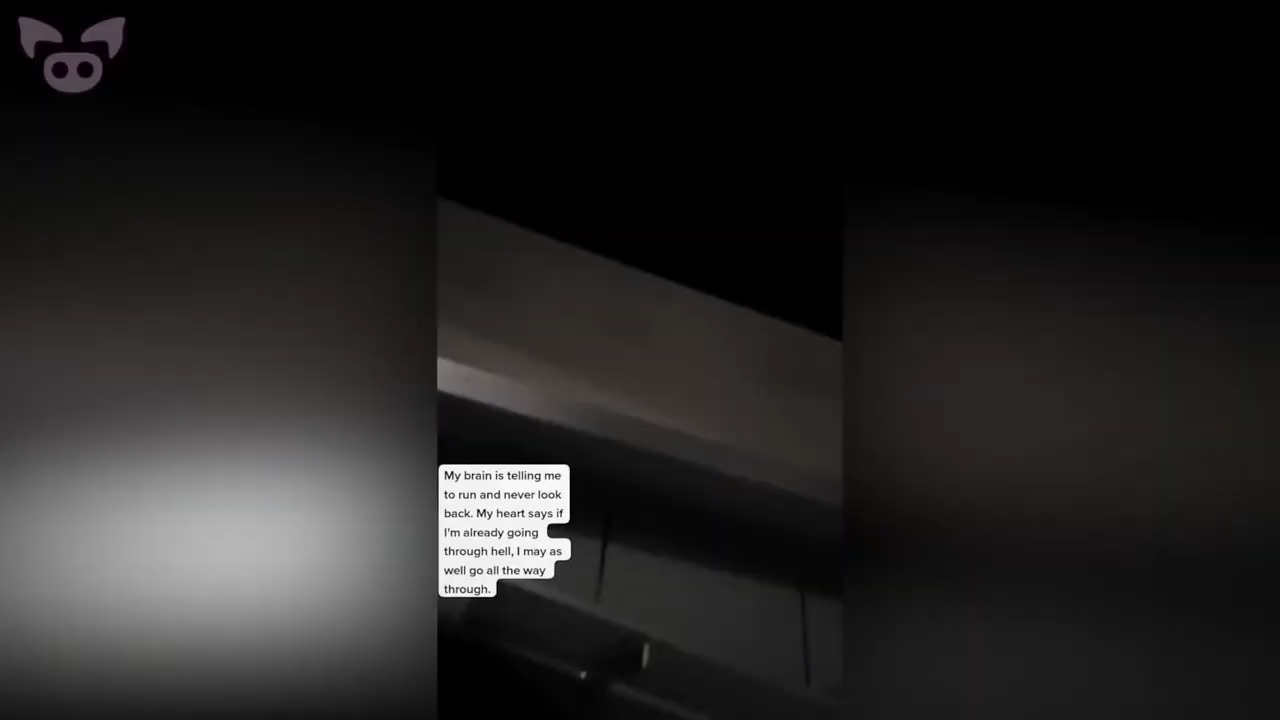 My brain is telling me
to run and never look
back. My heart says if
I'm already going
through hell, I may as
well go all the way
through.